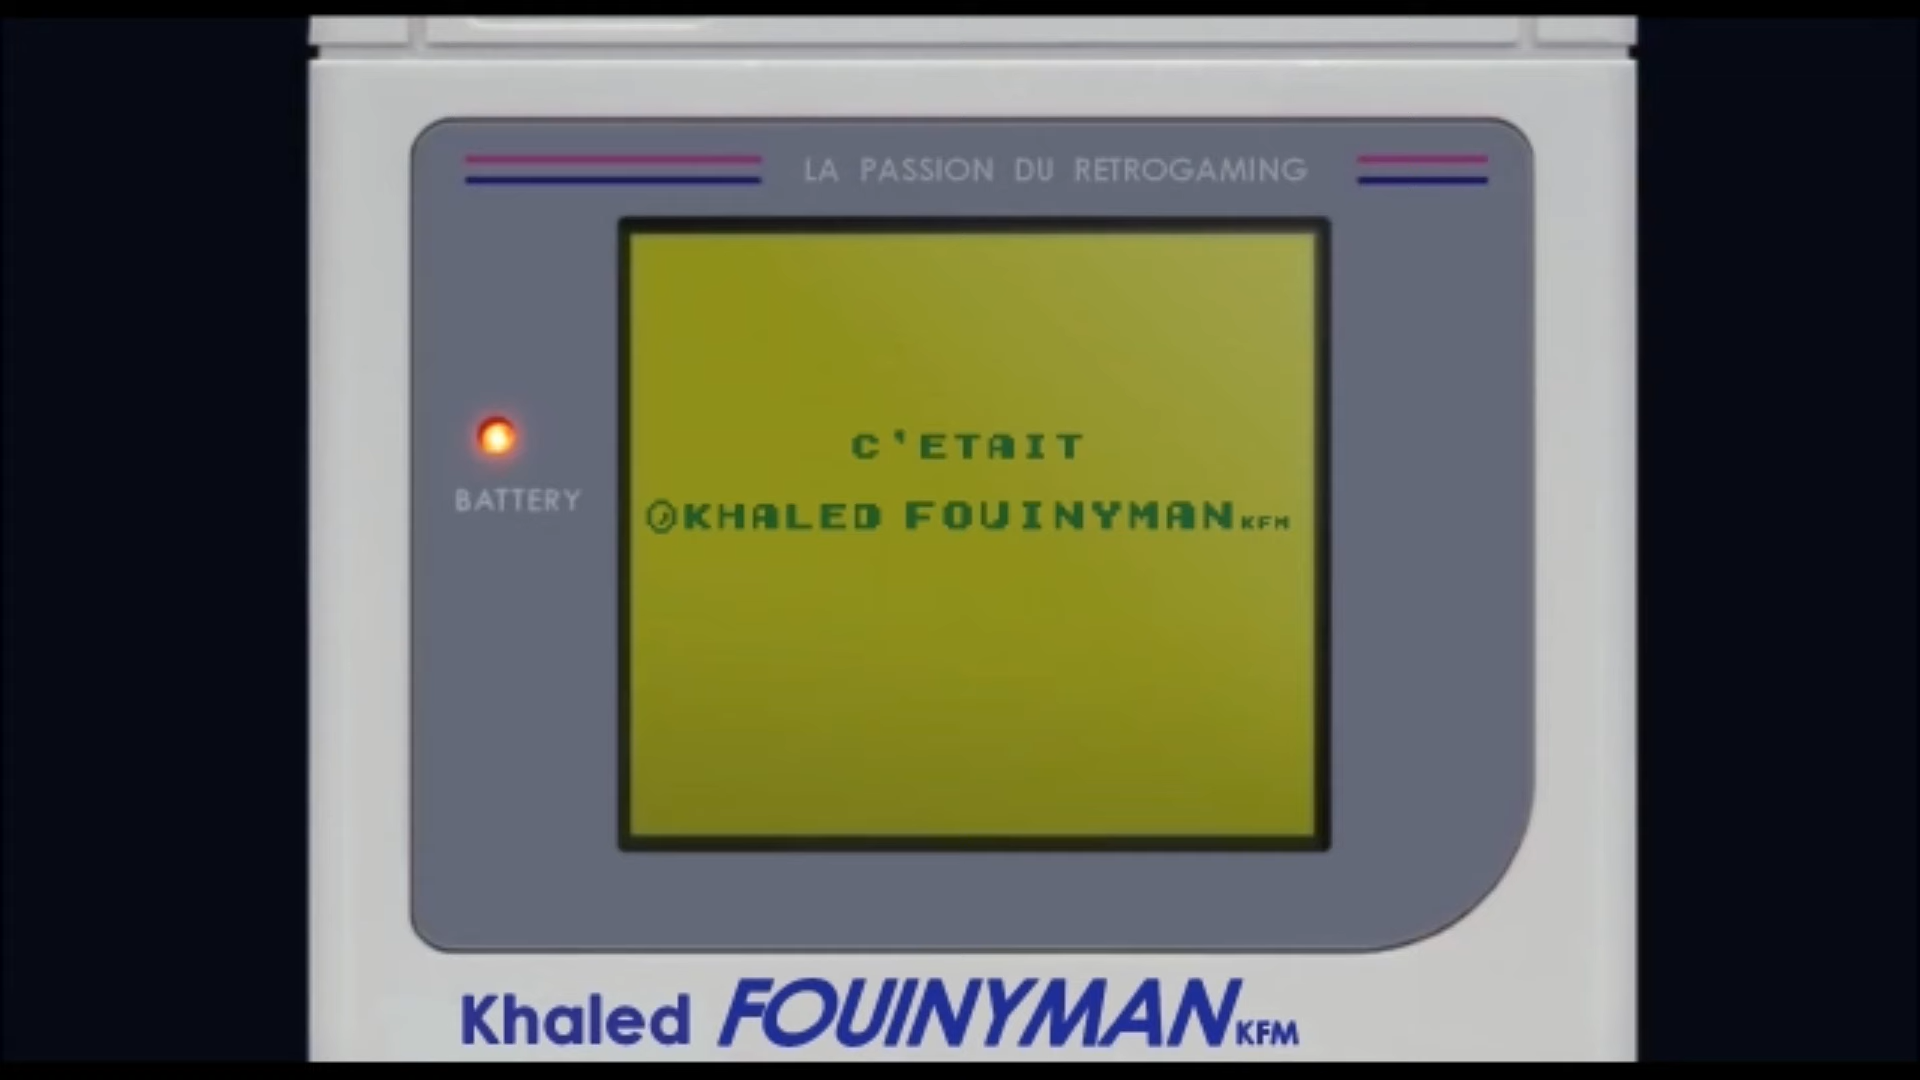 LA PASSION DU RETROGAMING
C'ETAIT
KHALED FOUINYMAN KFM
BATTERY
Khaled FOUINYMAN KFM